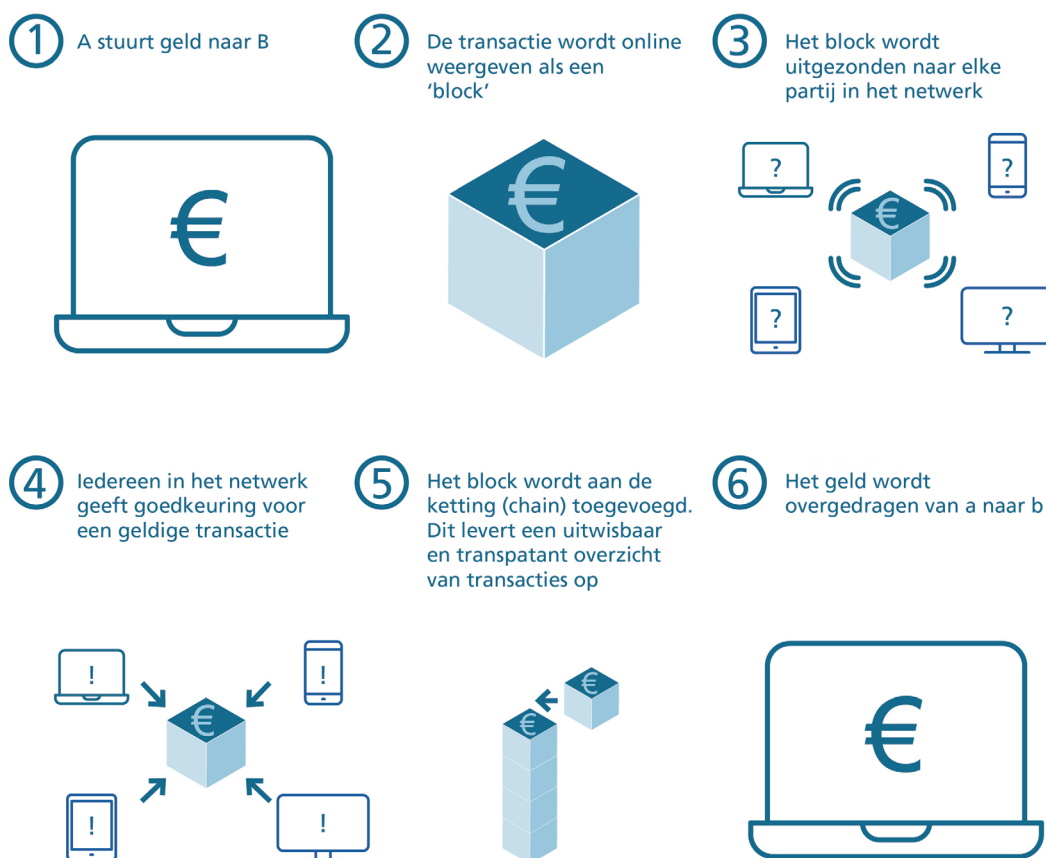 1
A stuurt geld naar B
2
De transactie wordt online
weergeven als een
‘block’
€
€
3
Het block wordt
uitgezonden naar elke
partij in het netwerk
?
?
€
?
?
4
Iedereen in het netwerk
geeft goedkeuring voor
een geldige transactie
!
!
€
!
!
5
Het block wordt aan de
ketting (chain) toegevoegd.
Dit levert een uitwisbaar
en transpatant overzicht
van transacties op
€
€
6
Het geld wordt
overgedragen van a naar b
€